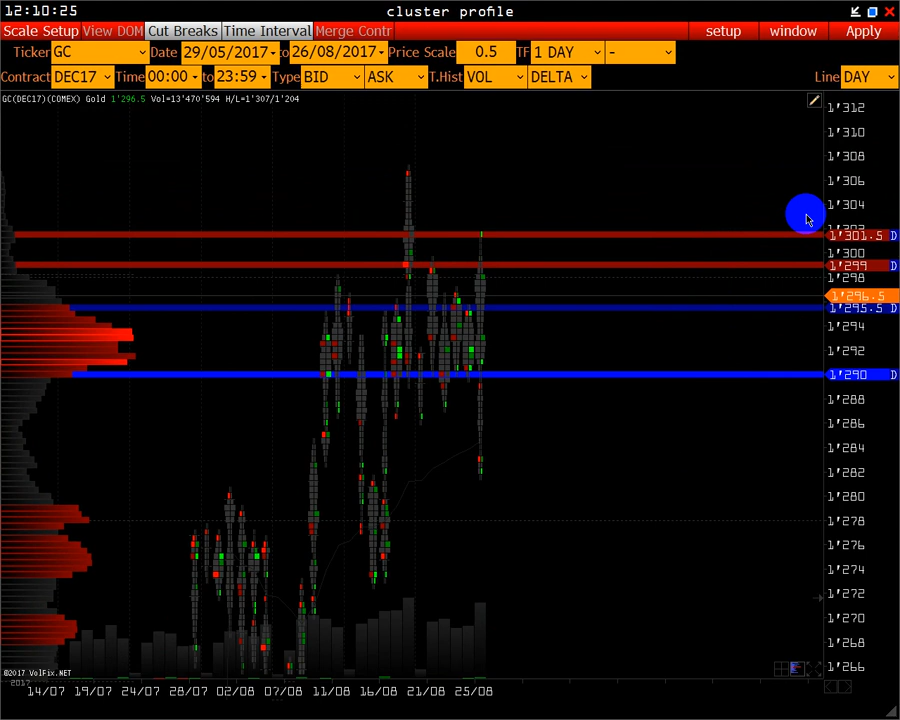 12:10:25 cluster profile
Scale Setup View DOM Cut Breaks Time Interval Merge Contr setup window Apply
Ticker GC Date 29/05/2017 to 26/08/2017 Price Scale 0.5 TF 1 DAY -
Contract DEC17 Time 00:00 to 23:59 Type BID ASK T.Hist VOL DELTA Line DAY
GC(DEC17)(COMEX) Gold 1'296.5 Vol=13'470'594 H/L=1'307/1'204
1'312
1'310
1'308
1'306
1'304
1'301.5 D
1'300
1'299 D
1'298
1'296.5
1'295.5 D
1'294
1'292
1'290 D
1'288
1'286
1'284
1'282
1'280
1'278
1'276
1'274
1'272
1'270
1'268
1'266
©2017 VolFix.NET
2017
14/07 19/07 24/07 28/07 02/08 07/08 11/08 16/08 21/08 25/08